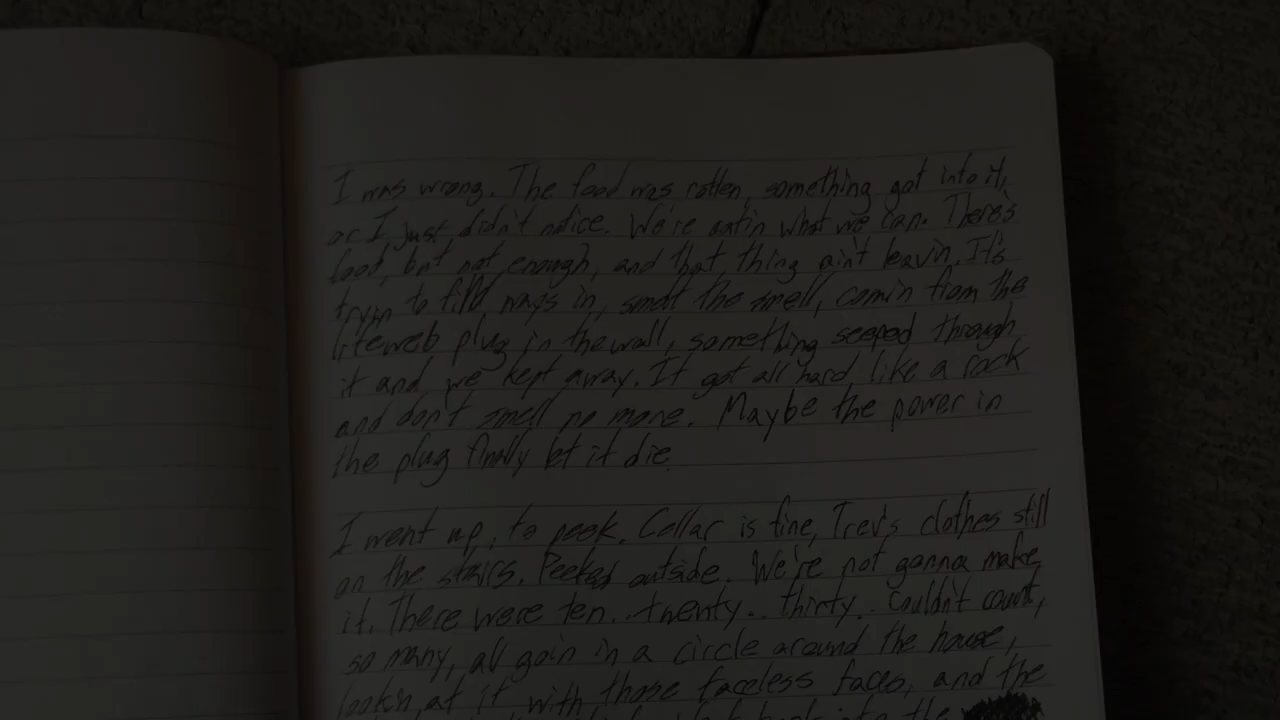 I was wrong. The food was rotten, something got into it,
or I just didn't notice. We're eatin what we can. There's
food, but not enough, and that thing ain't leavin. It's
tryin to find ways in, smelt the smell, comin from the
liteweb plug in the wall, something seeped through
it and we kept away. It got all hard like a rock
and don't smell no more. Maybe the power in
the plug finally let it die.
I went up, to peek. Cellar is fine, Trev's clothes still
on the stairs. Peeked outside. We're not gonna make
it. There were ten.. twenty.. thirty.. Couldn't count,
so many, all goin in a circle around the house,
lookin at it with those faceless faces, and the